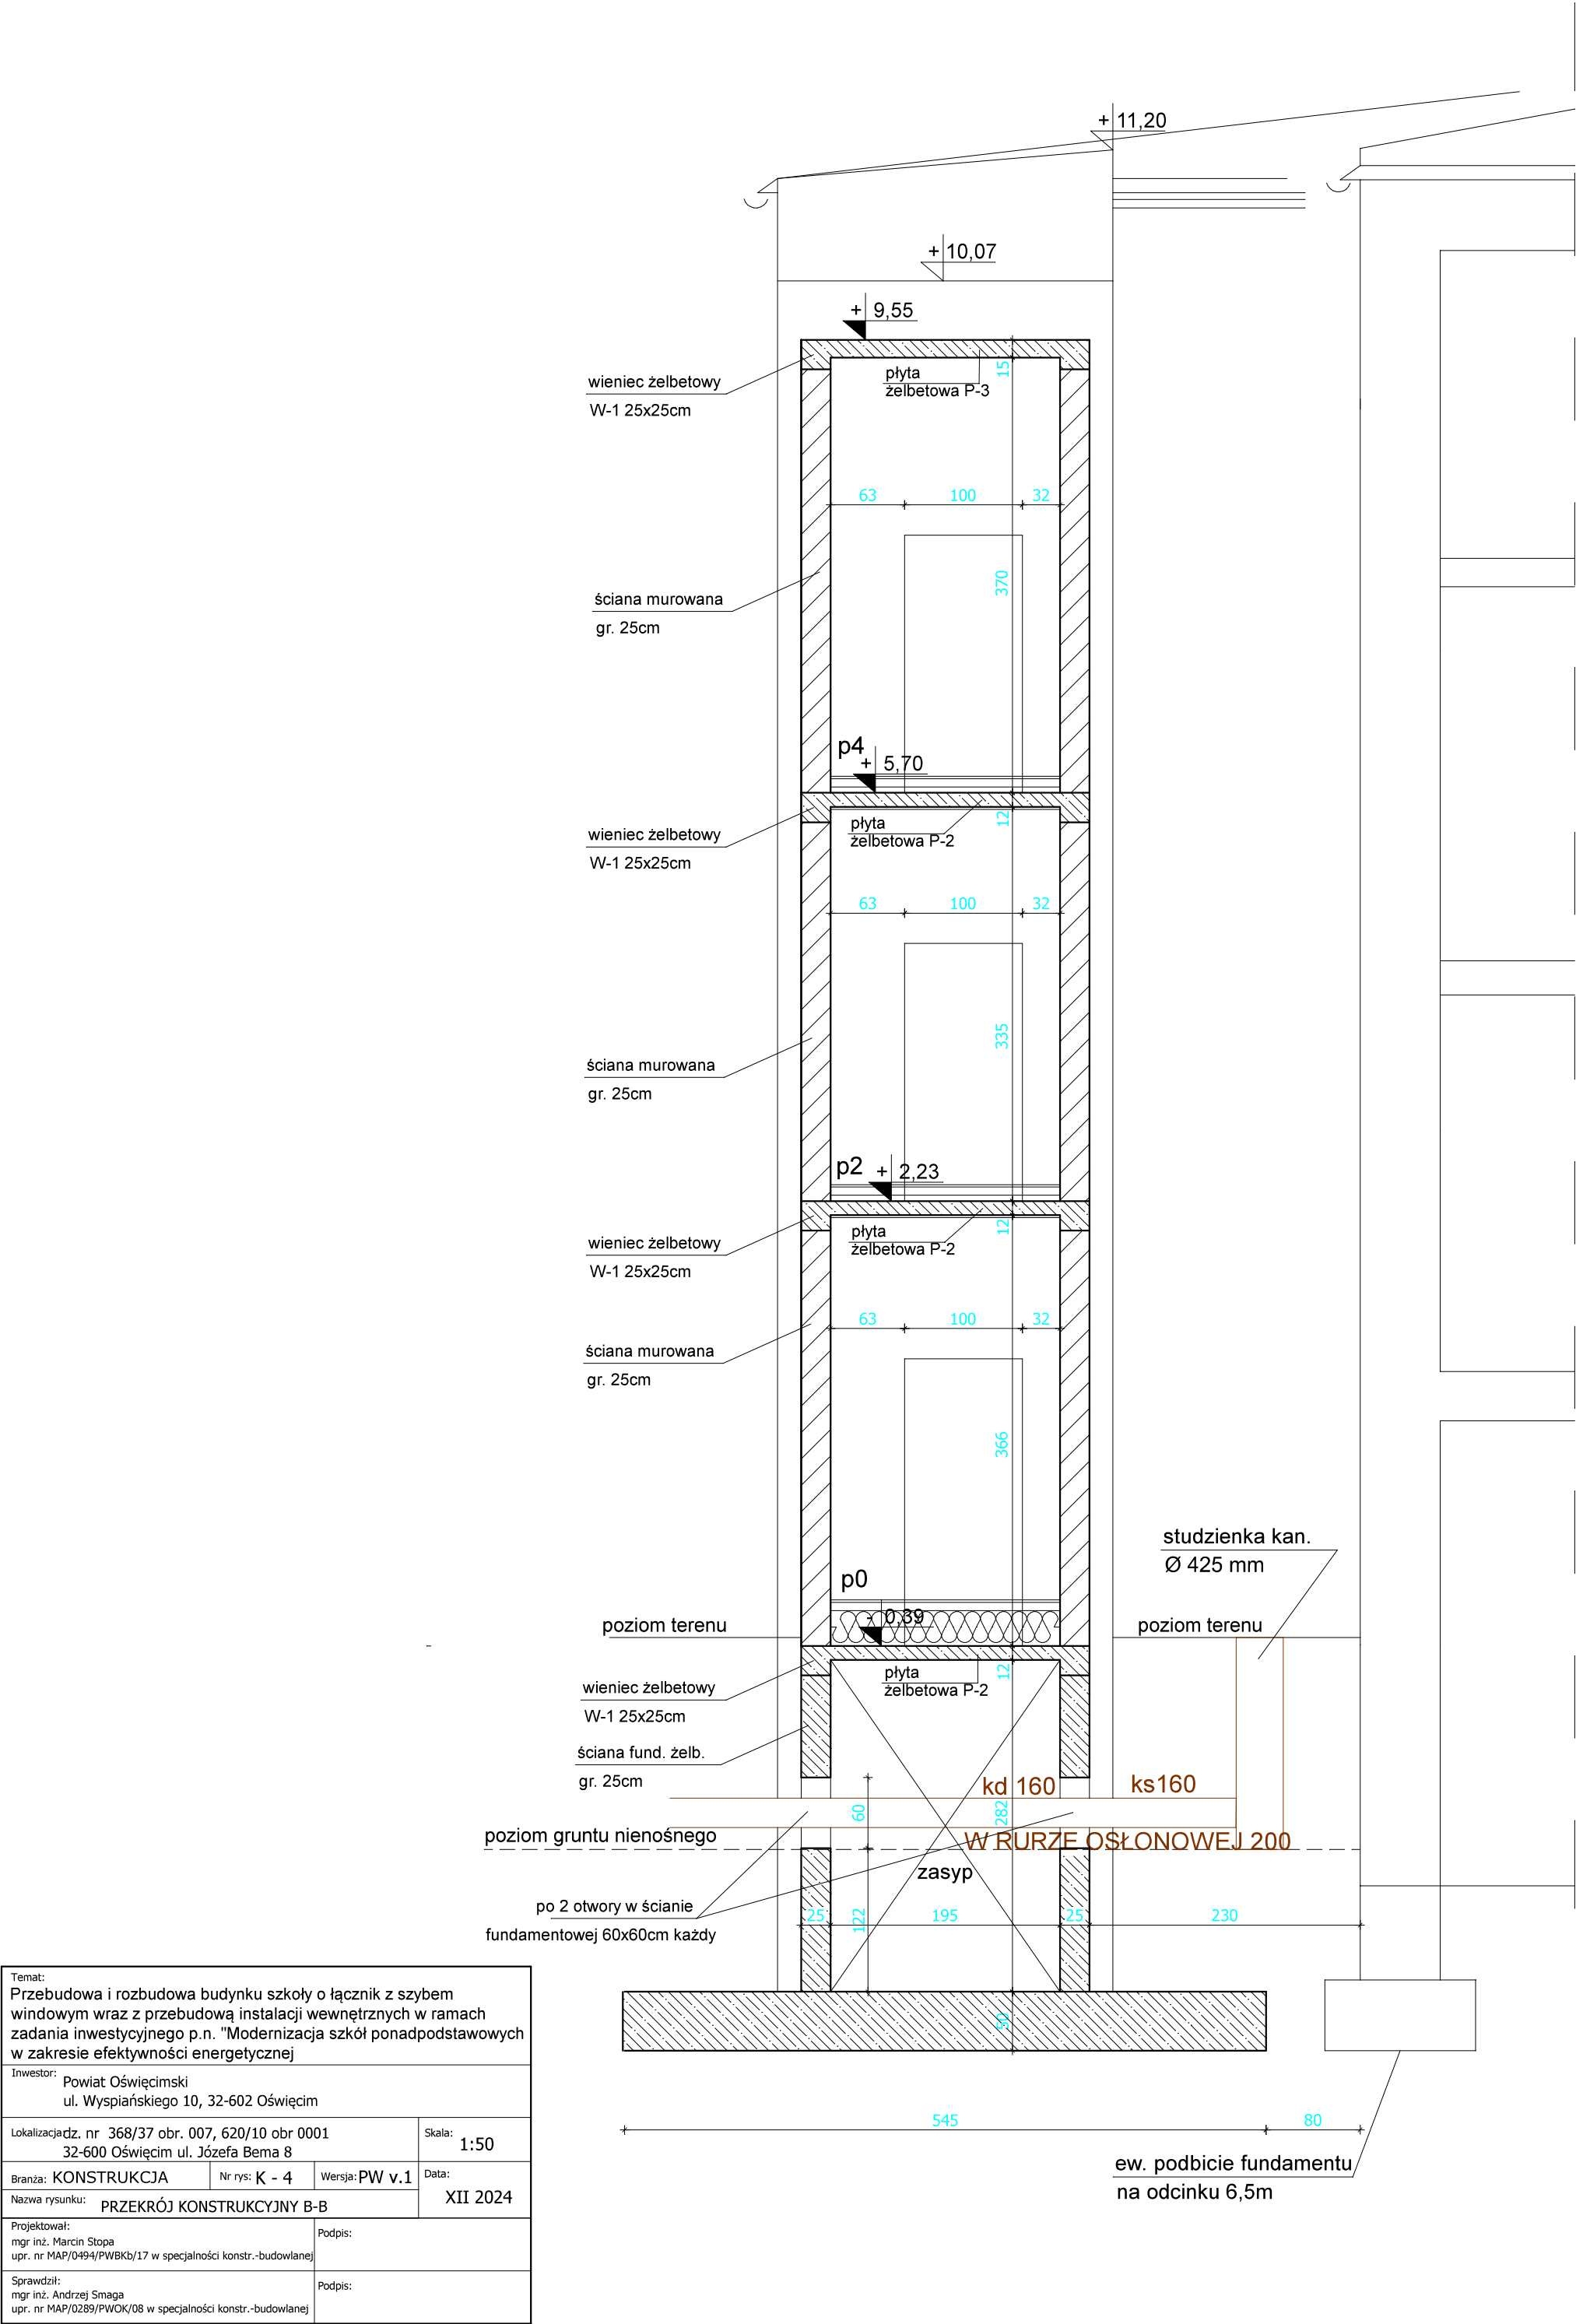 + 11,20
+ 10,07
+ 9,55
wieniec żelbetowy
W-1 25x25cm
płyta
żelbetowa P-3
15
63 100 32
370
ściana murowana
gr. 25cm
p4
+ 5,70
wieniec żelbetowy
W-1 25x25cm
płyta
żelbetowa P-2
12
63 100 32
335
ściana murowana
gr. 25cm
p2
+ 2,23
wieniec żelbetowy
W-1 25x25cm
płyta
żelbetowa P-2
12
63 100 32
ściana murowana
gr. 25cm
366
studzienka kan.
Ø 425 mm
p0
- 0,39
poziom terenu
poziom terenu
wieniec żelbetowy
W-1 25x25cm
płyta
żelbetowa P-2
12
ściana fund. żelb.
gr. 25cm
kd 160
ks160
60
282
poziom gruntu nienośnego
W RURZE OSŁONOWEJ 200
zasyp
po 2 otwory w ścianie
fundamentowej 60x60cm każdy
25 122 195 25 230
50
545 80
ew. podbicie fundamentu
na odcinku 6,5m
Temat:
Przebudowa i rozbudowa budynku szkoły o łącznik z szybem
windowym wraz z przebudową instalacji wewnętrznych w ramach
zadania inwestycyjnego p.n. "Modernizacja szkół ponadpodstawowych
w zakresie efektywności energetycznej
Inwestor:
Powiat Oświęcimski
ul. Wyspiańskiego 10, 32-602 Oświęcim
Lokalizacja: dz. nr 368/37 obr. 007, 620/10 obr 0001
32-600 Oświęcim ul. Józefa Bema 8
Skala:
1:50
Branża: KONSTRUKCJA
Nr rys: K - 4
Wersja: PW v.1
Data:
XII 2024
Nazwa rysunku: PRZEKRÓJ KONSTRUKCYJNY B-B
Projektował:
mgr inż. Marcin Stopa
upr. nr MAP/0494/PWBKb/17 w specjalności konstr.-budowlanej
Podpis:
Sprawdził:
mgr inż. Andrzej Smaga
upr. nr MAP/0289/PWOK/08 w specjalności konstr.-budowlanej
Podpis: